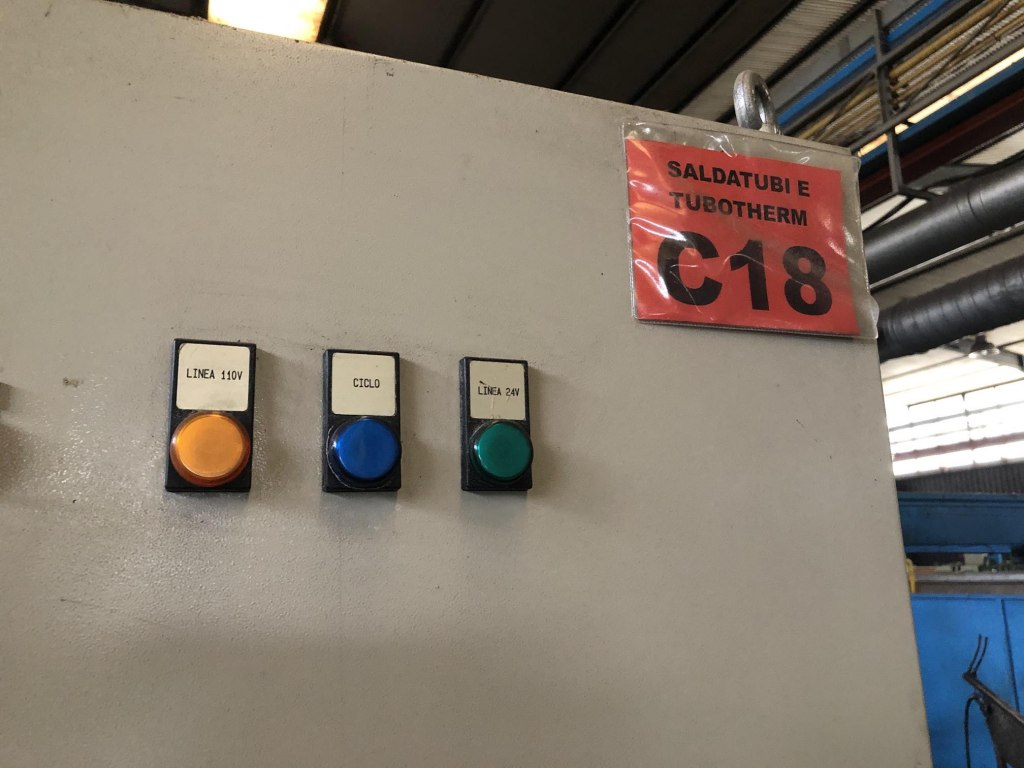 SALDATUBI E
TUBOTHERM
C18
LINEA 110V
CICLO
LINEA 24V